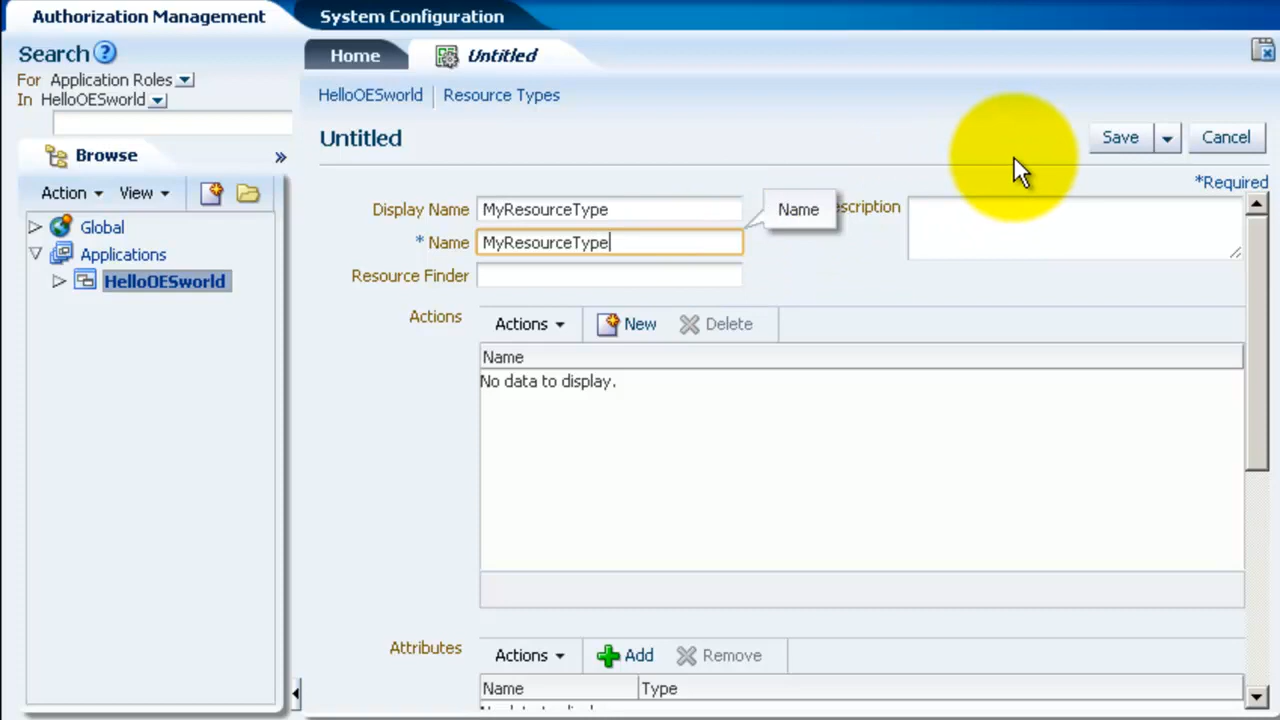 Authorization Management
System Configuration
Search
For Application Roles
In HelloOESworld
Browse
»
Action
View
Global
Applications
HelloOESworld
Home
Untitled
HelloOESworld
Resource Types
Untitled
Save
Cancel
*Required
Display Name MyResourceType
Name
* Name MyResourceType
Resource Finder
Actions
Actions
New
Delete
Name
No data to display.
Attributes
Actions
Add
Remove
Name
Type